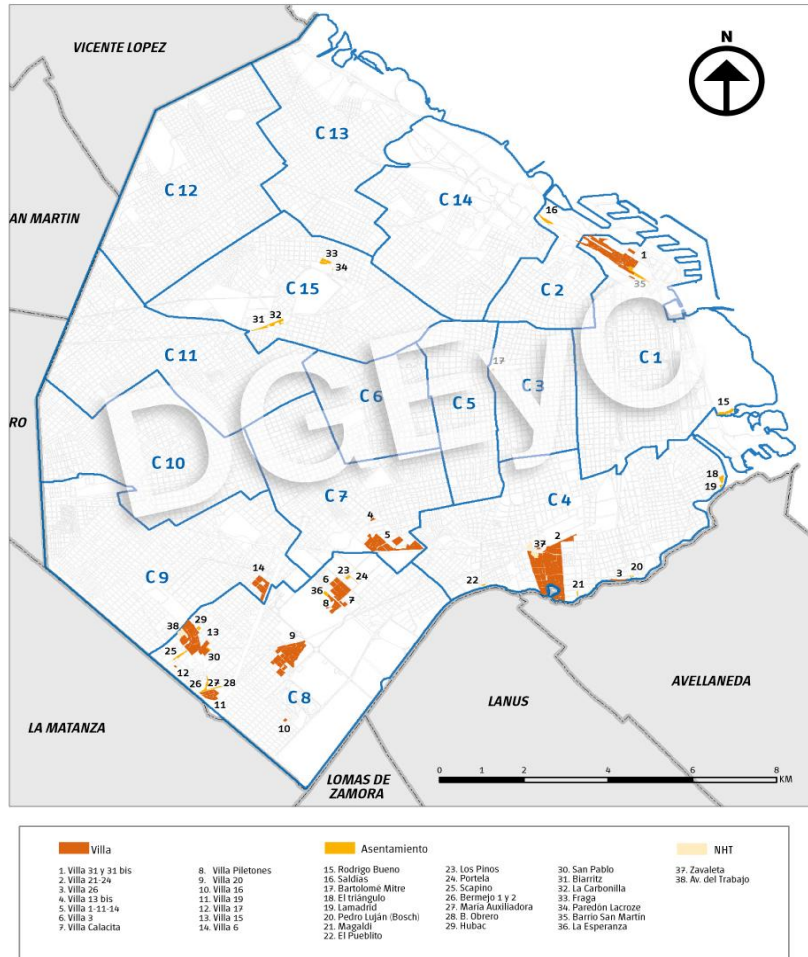 VICENTE LOPEZ
N
C 13
C 12
C 14
AN MARTIN
16
33
34
1
C 15
C 2
35
31 32
C 11
17
C 1
C 6
C 3
C 5
DGEyC
15
RO
C 10
C 7
C 4
18
19
4
5
37 2
14
23
24
6
36
8 7
22
3 20
21
C 9
29
38
13
9
25
30
12
26 27 28
11
C 8
10
LA MATANZA
LANUS
AVELLANEDA
LOMAS DE
ZAMORA
0 1 2 4 6 8
KM
Villa
1. Villa 31 y 31 bis
2. Villa 21-24
3. Villa 26
4. Villa 13 bis
5. Villa 1-11-14
6. Villa 3
7. Villa Calacita
8. Villa Piletones
9. Villa 20
10. Villa 16
11. Villa 19
12. Villa 17
13. Villa 15
14. Villa 6
Asentamiento
15. Rodrigo Bueno
16. Saldías
17. Bartolomé Mitre
18. El triángulo
19. Lamadrid
20. Pedro Luján (Bosch)
21. Magaldi
22. El Pueblito
23. Los Pinos
24. Portela
25. Scapino
26. Bermejo 1 y 2
27. María Auxiliadora
28. B. Obrero
29. Hubac
30. San Pablo
31. Biarritz
32. La Carbonilla
33. Fraga
34. Paredón Lacroze
35. Barrio San Martín
36. La Esperanza
NHT
37. Zavaleta
38. Av. del Trabajo